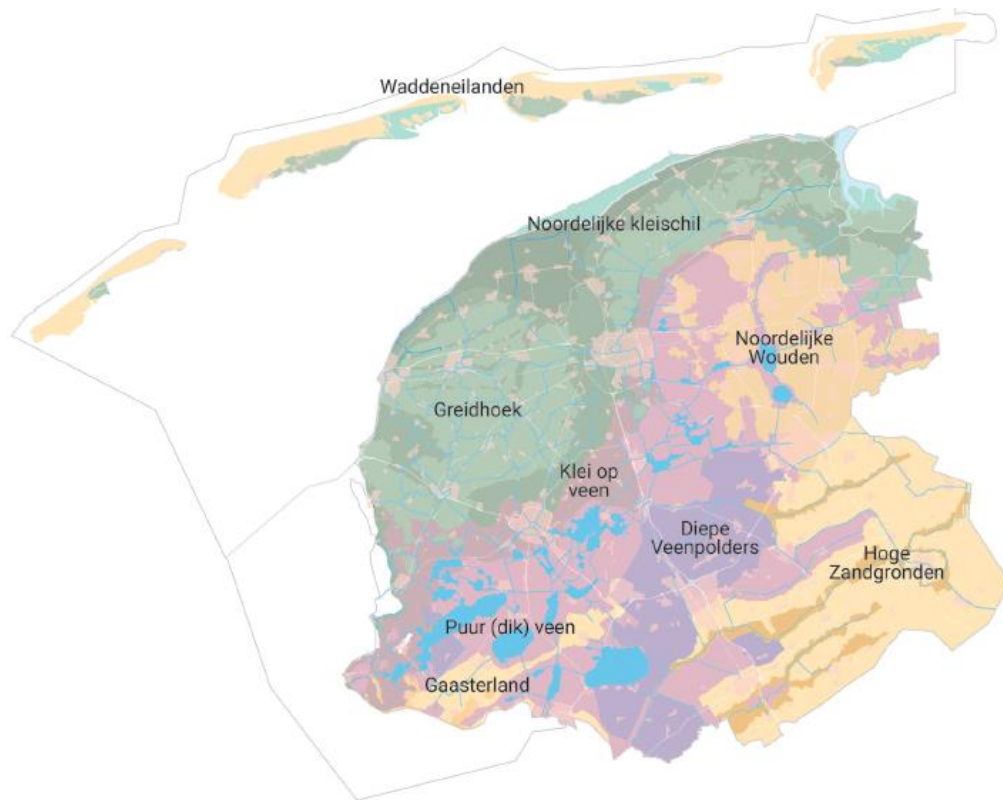 Waddeneilanden
Noordelijke kleischil
Noordelijke
Wouden
Greidhoek
Klei op
veen
Diepe
Veenpolders
Hoge
Zandgronden
Puur (dik) veen
Gaasterland